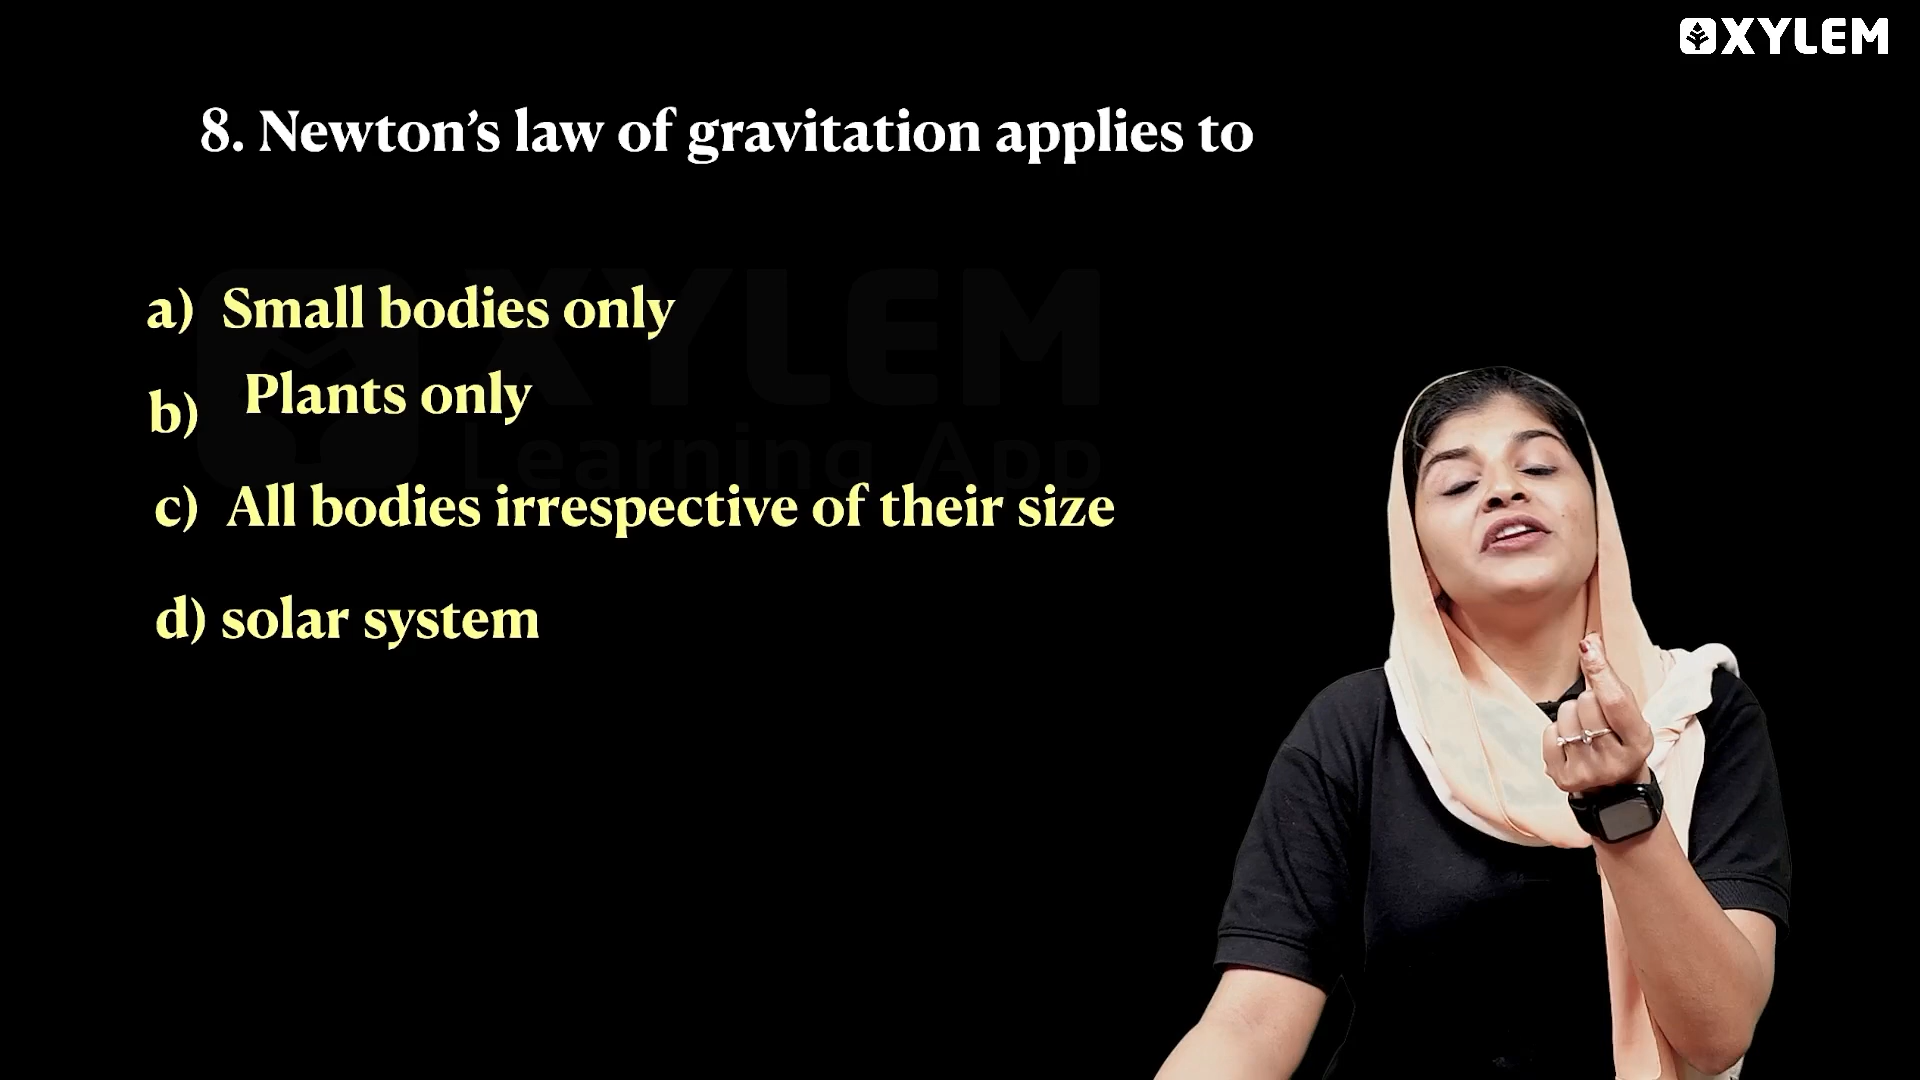 XYLEM
8. Newton’s law of gravitation applies to
a) Small bodies only
b) Plants only
c) All bodies irrespective of their size
d) solar system
XYLEM
Learning App